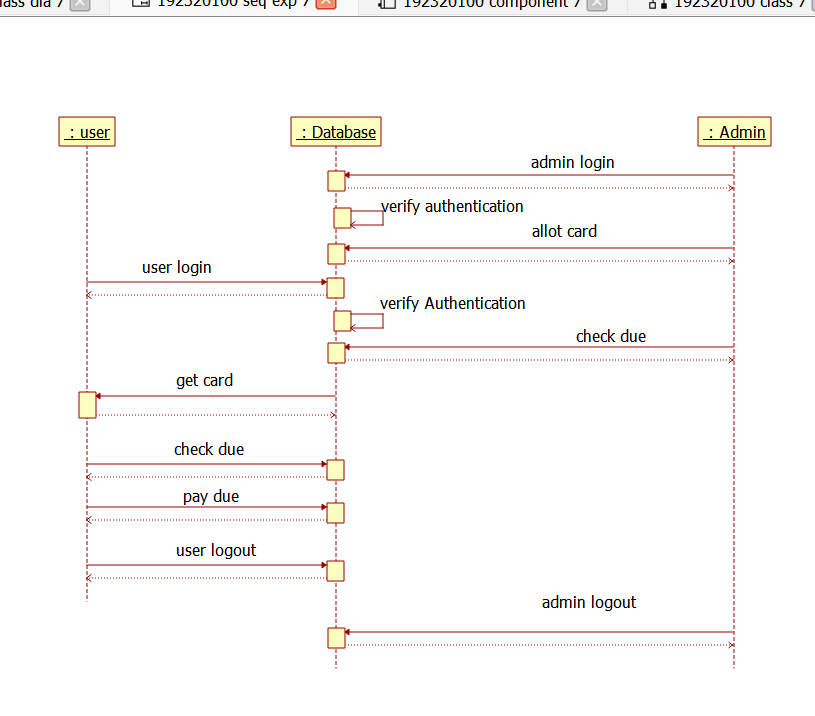 lass dia 7
192320100 seq exp 7
192320100 component 7
192320100 class 7
: user
: Database
: Admin
admin login
verify authentication
allot card
user login
verify Authentication
check due
get card
check due
pay due
user logout
admin logout